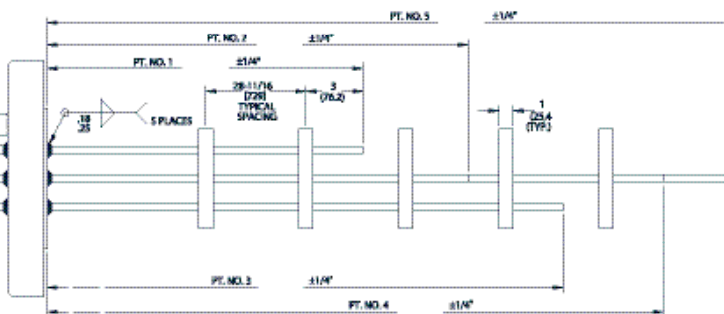 PT. NO. 5 ±1/4"
PT. NO. 2 ±1/4"
PT. NO. 1 ±1/4"
28-11/16
(729)
TYPICAL
SPACING
3
(76.2)
1
(25.4
(TYP.)
.18
.25
5 PLACES
PT. NO. 3 ±1/4"
PT. NO. 4 ±1/4"